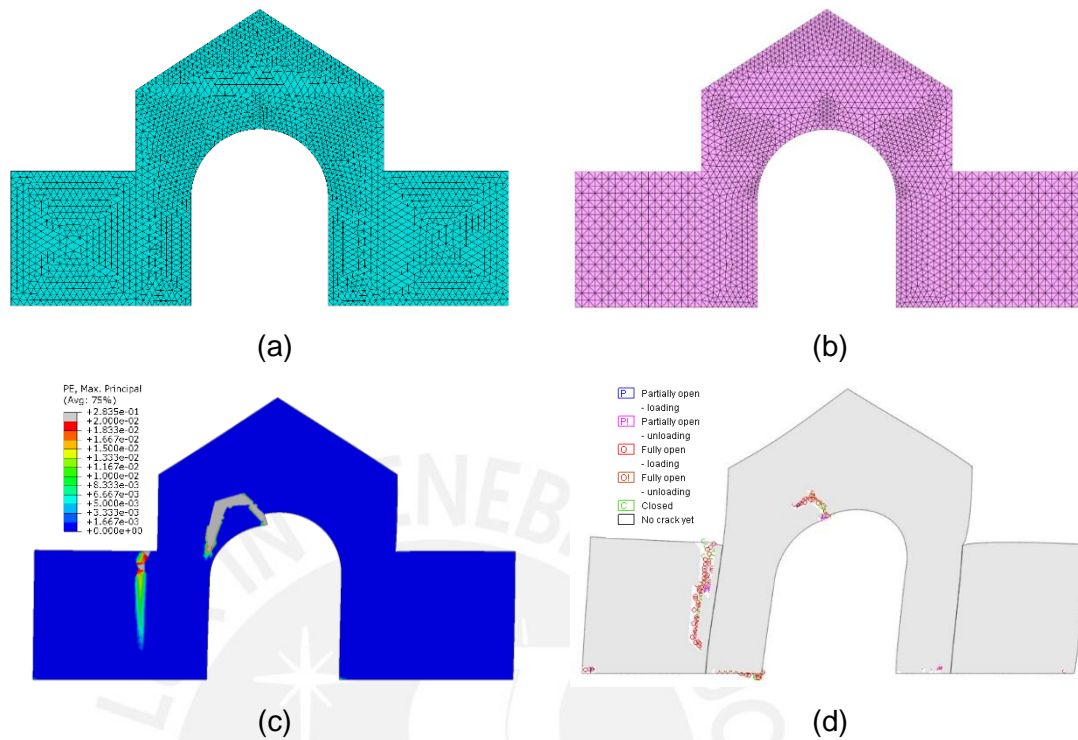 (a)
(b)
PE, Max. Principal
(Avg: 75%)
+2.835e-01
+2.000e-02
+1.833e-02
+1.667e-02
+1.500e-02
+1.333e-02
+1.167e-02
+1.000e-02
+8.333e-03
+6.667e-03
+5.000e-03
+3.333e-03
+1.667e-03
+0.000e+00
P Partially open
- loading
P! Partially open
- unloading
O Fully open
- loading
O! Fully open
- unloading
C Closed
No crack yet
(c)
(d)